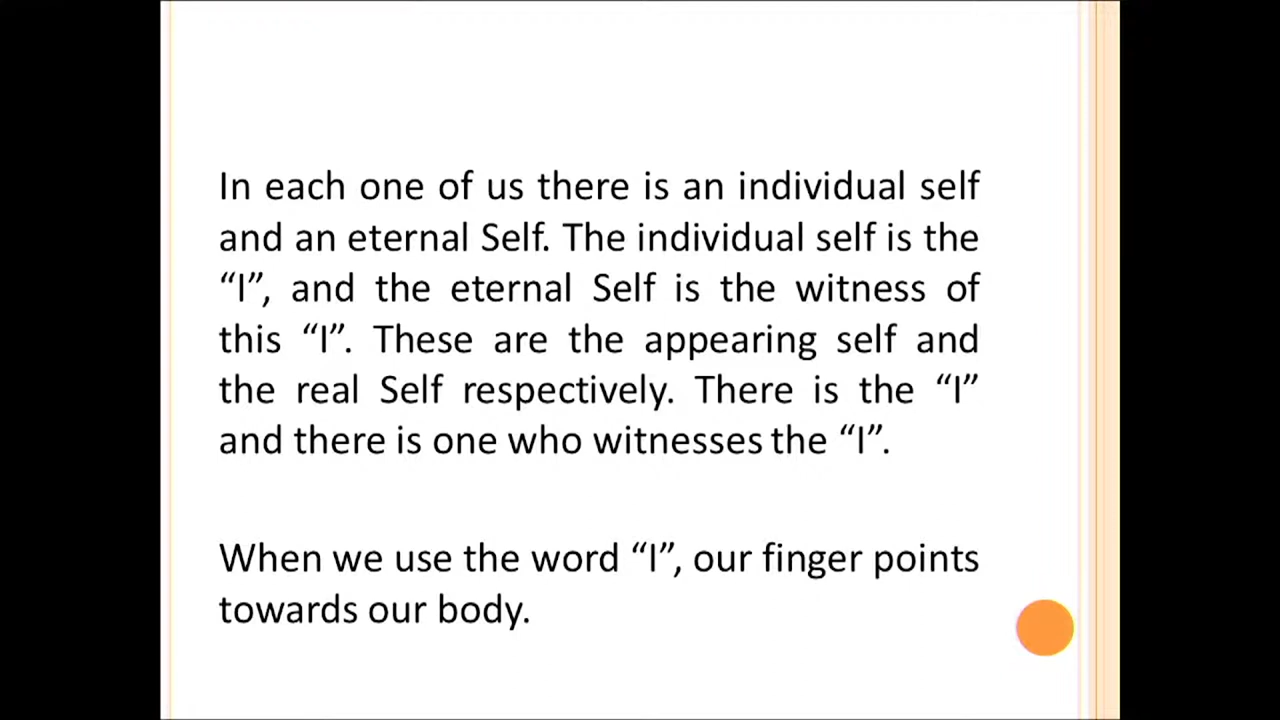 In each one of us there is an individual self
and an eternal Self. The individual self is the
“I”, and the eternal Self is the witness of
this “I”. These are the appearing self and
the real Self respectively. There is the “I”
and there is one who witnesses the “I”.
When we use the word “I”, our finger points
towards our body.